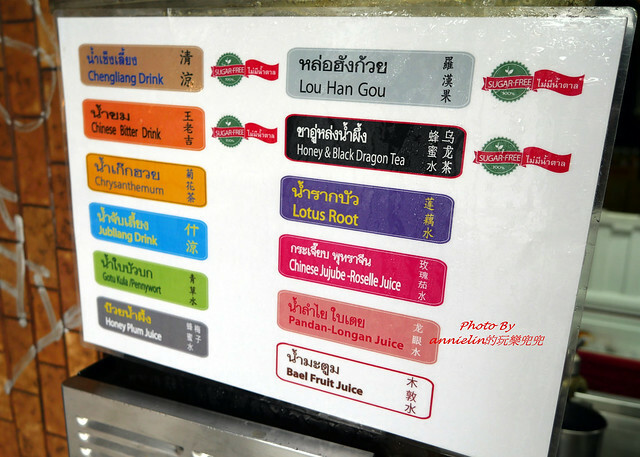 น้ำเชิงเลี้ยง
Chengliang Drink
清涼
SUGAR-FREE
100%
ไม่มีน้ำตาล
น้ำขม
Chinese Bitter Drink
王老吉
SUGAR-FREE
100%
ไม่มีน้ำตาล
น้ำเก๊กฮวย
Chrysanthemum
菊花茶
น้ำจับเลี้ยง
Jubliang Drink
什涼
น้ำใบบัวบก
Gotu Kula /Pennywort
青草水
บ๊วยน้ำผึ้ง
Honey Plum Juice
梅子
蜂蜜水
หล่อฮังก้วย
Lou Han Gou
羅漢果
SUGAR-FREE
100%
ไม่มีน้ำตาล
ชาอู่หล่งน้ำผึ้ง
Honey & Black Dragon Tea
乌龙茶
蜂蜜水
SUGAR-FREE
100%
ไม่มีน้ำตาล
น้ำรากบัว
Lotus Root
莲藕水
กระเจี๊ยบ พุทราจีน
Chinese Jujube -Roselle Juice
玫瑰茄水
น้ำลำไย ใบเตย
Pandan-Longan Juice
龙眼水
น้ำมะตูม
Bael Fruit Juice
木敦水
Photo By
annielin的玩樂兜兜